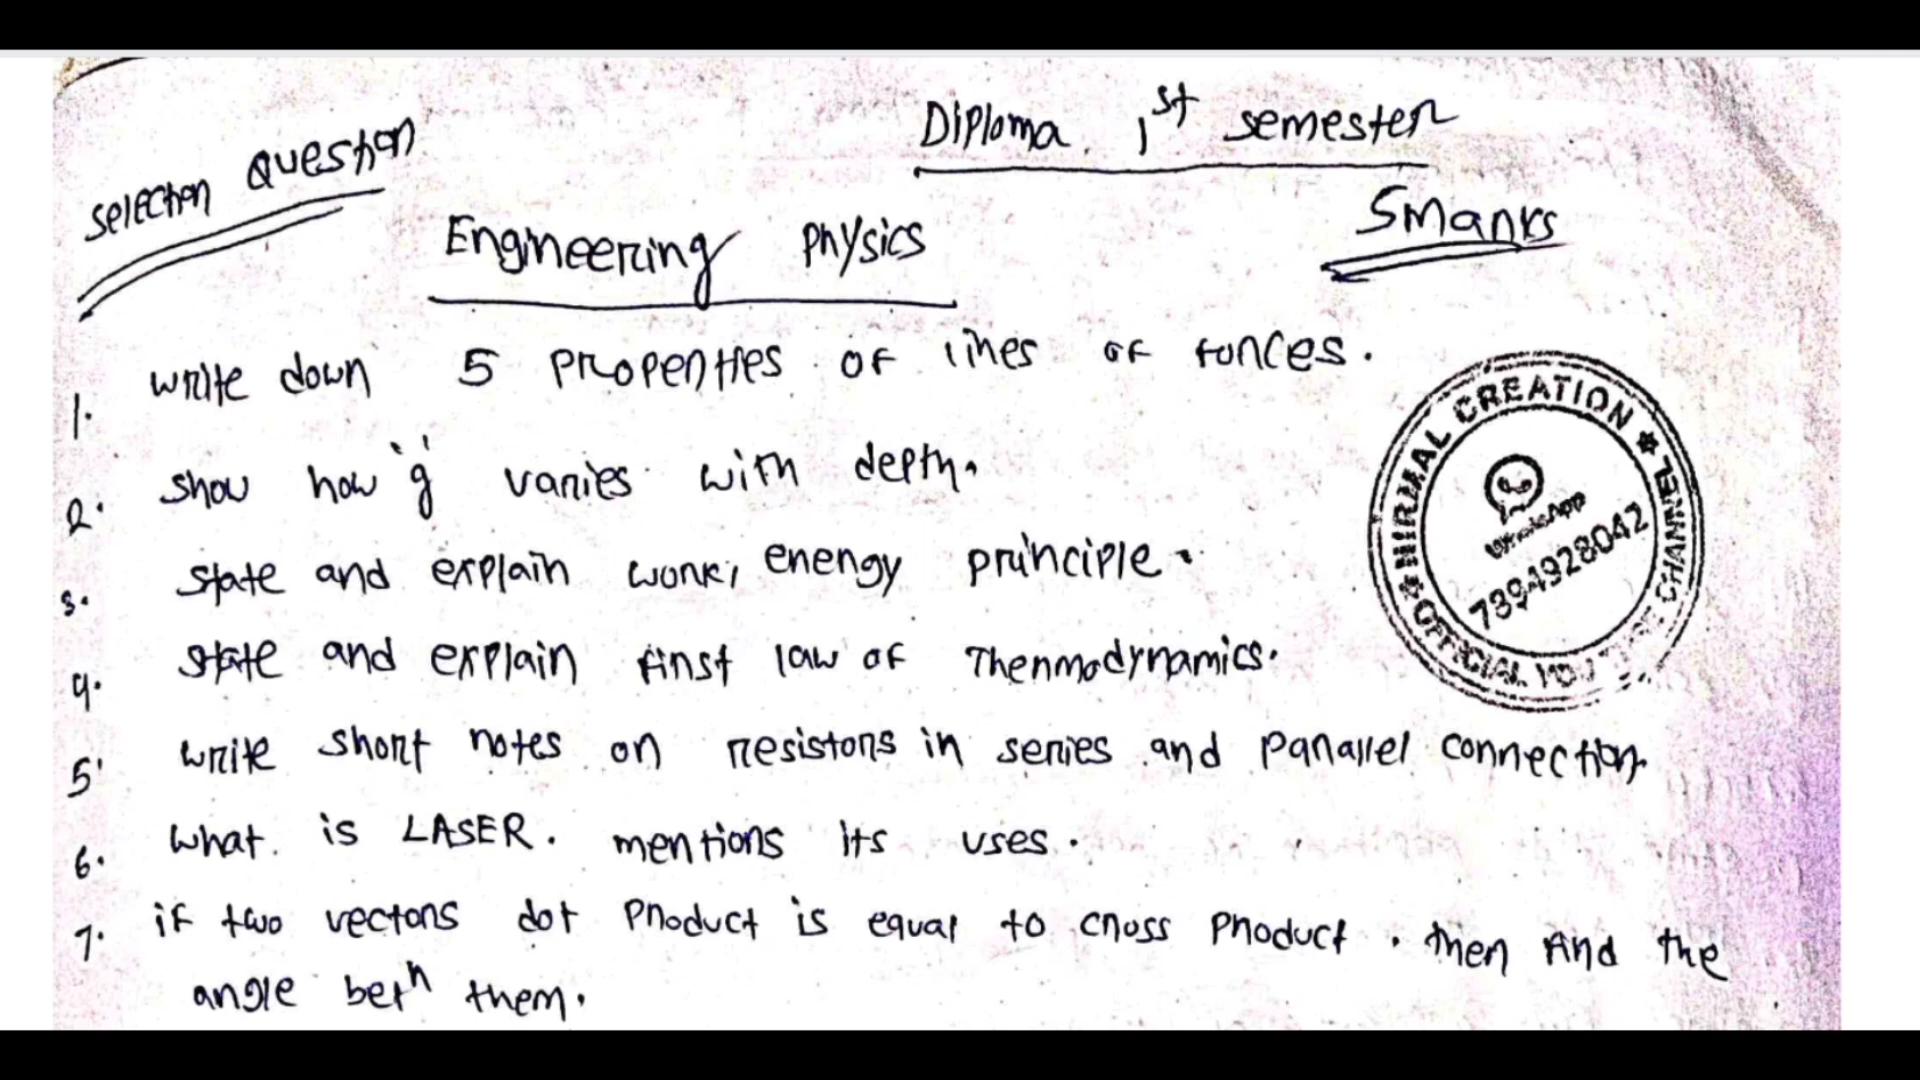 Selection Question
Diploma 1st semester
Engineering Physics
5 Marks
1. write down 5 Properties of lines of forces.
2. show how 'g' varies with depth.
3. state and explain work, energy principle.
4. state and explain first law of Thermodynamics.
5. write short notes on resistors in series and parallel connection.
6. what is LASER. mentions its uses.
7. if two vectors dot Product is equal to cross Product. then find the
angle betn them.
NIRMAL CREATION
WhatsApp
7894928042
OFFICIAL YOUTUBE CHANNEL